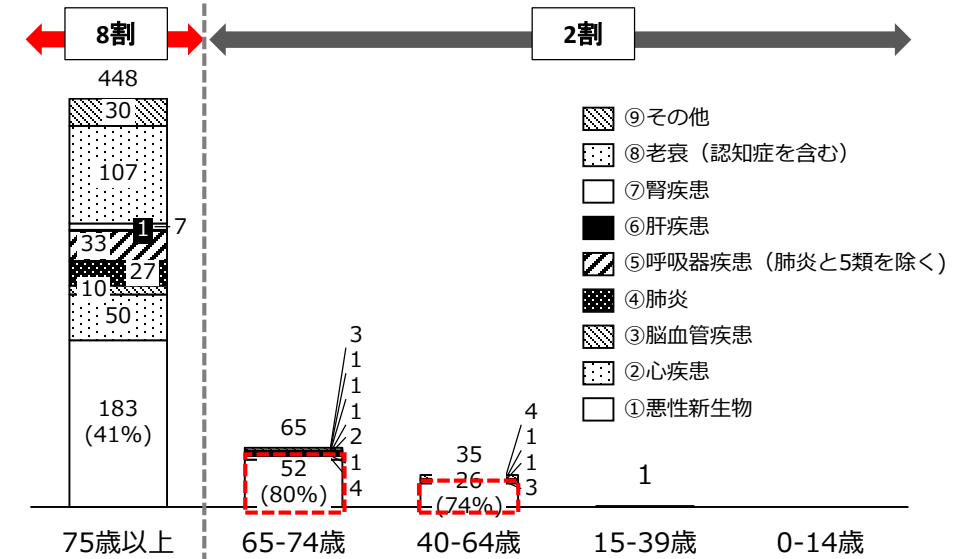 8割
2割
448
30
107
1
7
33
27
10
50
183
(41%)
⑨その他
⑧老衰（認知症を含む）
⑦腎疾患
⑥肝疾患
⑤呼吸器疾患（肺炎と5類を除く)
④肺炎
③脳血管疾患
②心疾患
①悪性新生物
65
3
1
1
1
2
1
4
52
(80%)
35
4
1
1
3
26
(74%)
1
75歳以上
65-74歳
40-64歳
15-39歳
0-14歳